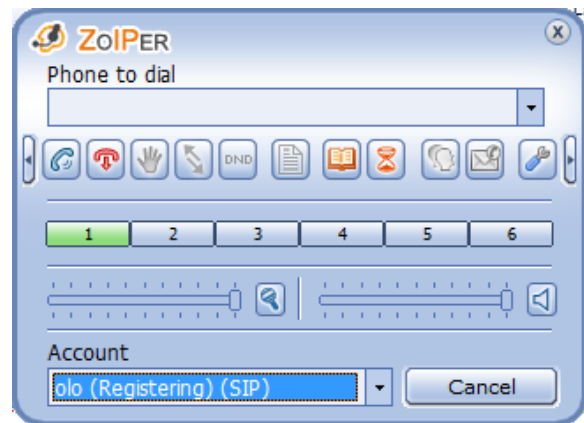 ZoIPER
Phone to dial
DND
1 2 3 4 5 6
Account
olo (Registering) (SIP)
Cancel